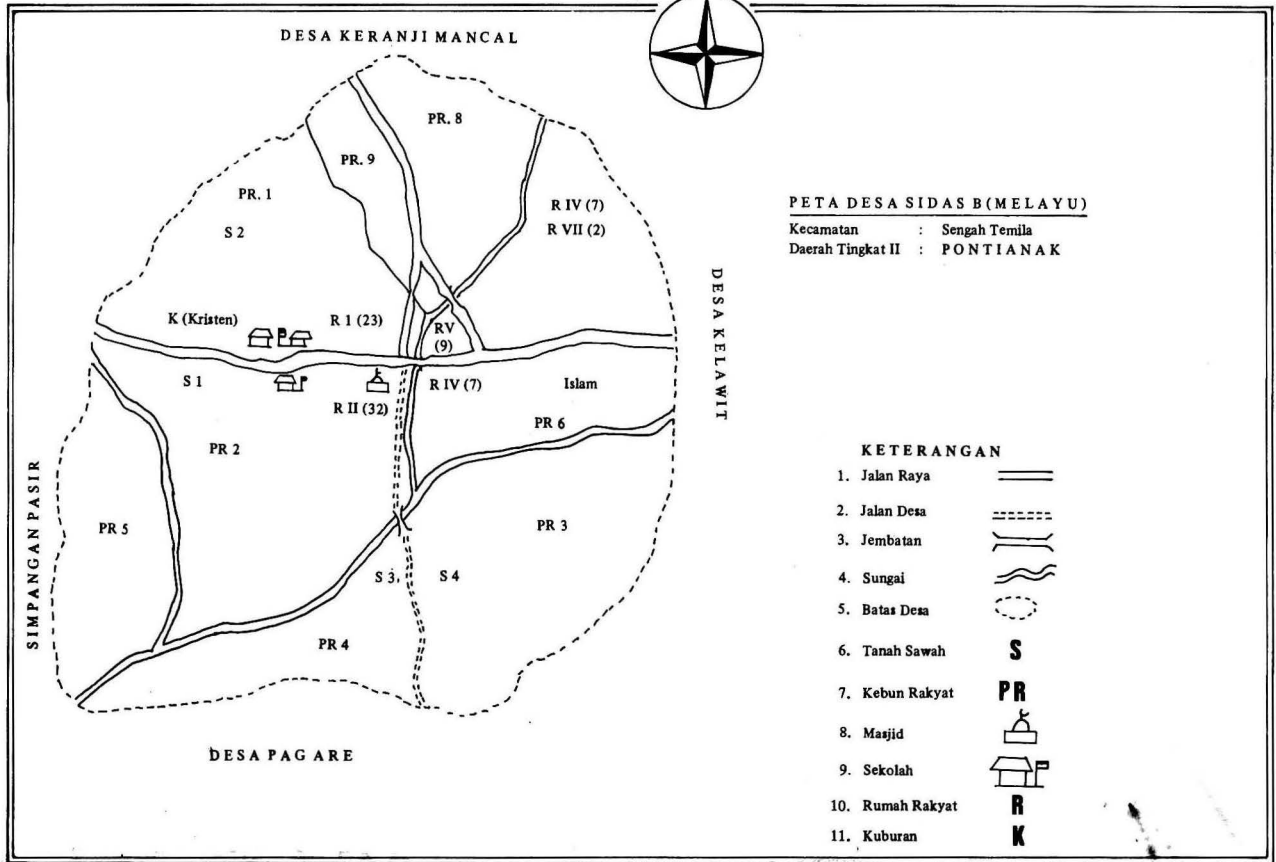 DESA KERANJI MANCAL
PR. 8
PR. 9
PR. 1
S 2
R IV (7)
R VII (2)
K (Kristen)
R 1 (23)
RV
(9)
S 1
R II (32)
R IV (7)
Islam
PR 6
PR 2
PR 5
PR 3
S 3
S 4
PR 4
SIMPANGAN PASIR
DESA KELAWIT
DESA PAGARE
PETA DESA SIDAS B (MELAYU)
Kecamatan : Sengah Temila
Daerah Tingkat II : PONTIANAK
KETERANGAN
1. Jalan Raya
2. Jalan Desa
3. Jembatan
4. Sungai
5. Batas Desa
6. Tanah Sawah S
7. Kebun Rakyat PR
8. Masjid
9. Sekolah
10. Rumah Rakyat R
11. Kuburan K